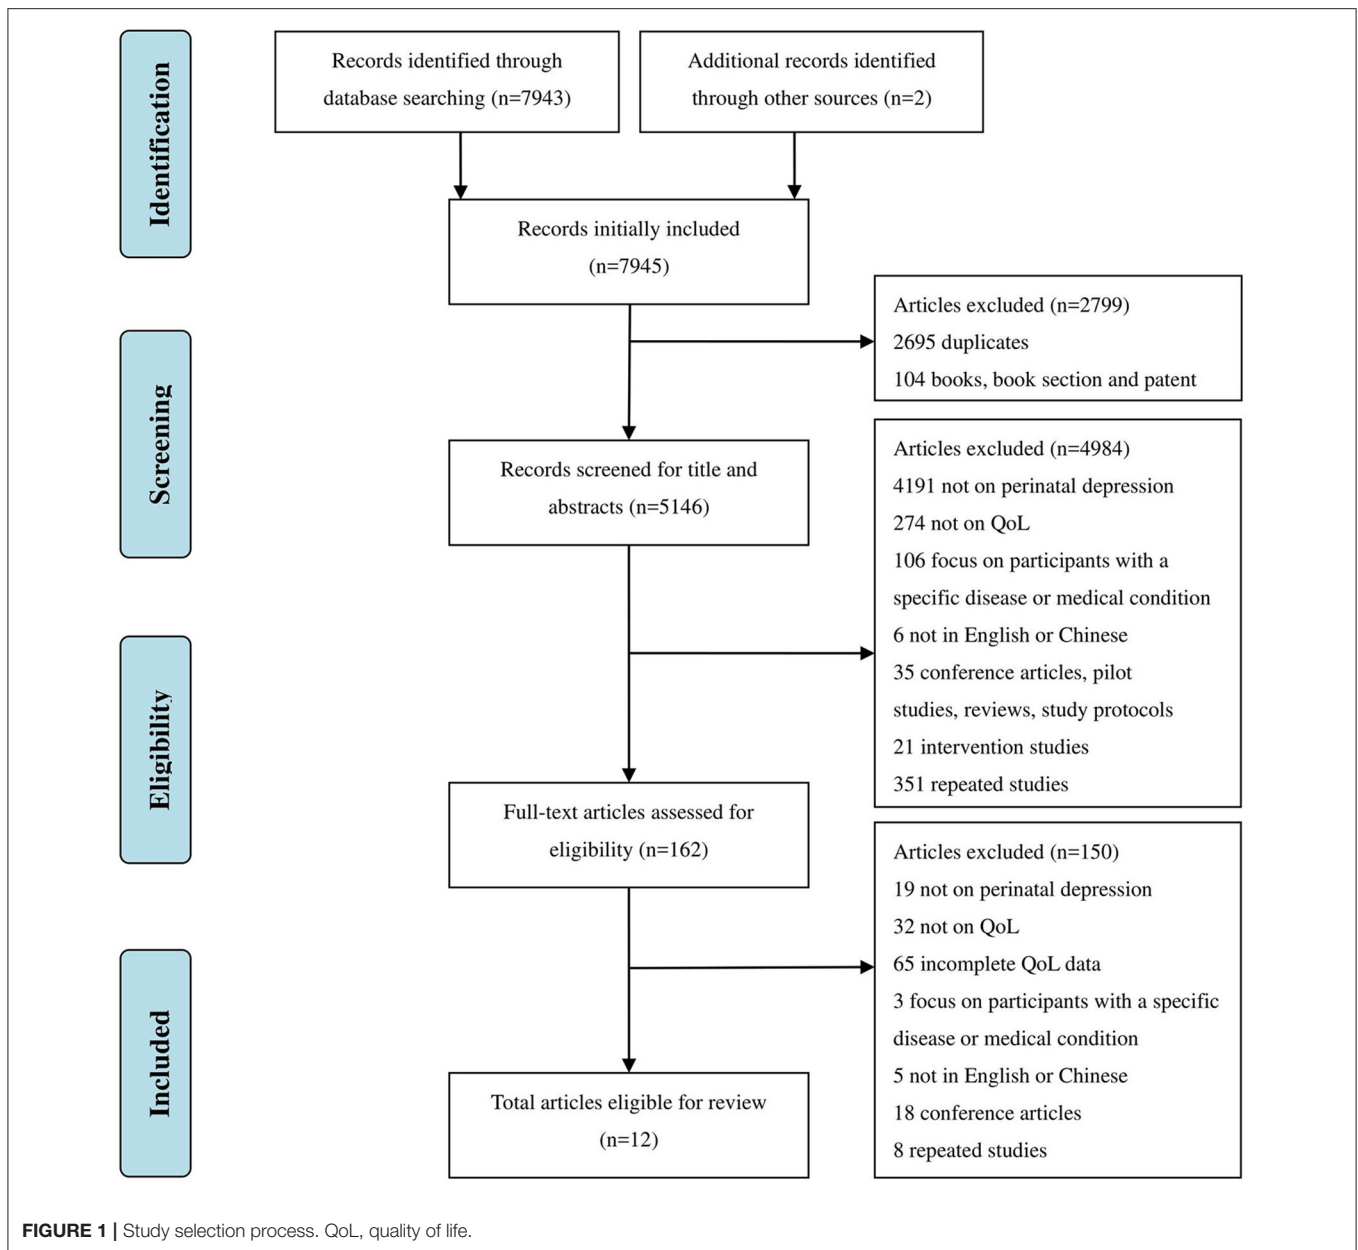 Identification
Records identified through
database searching (n=7943)
Additional records identified
through other sources (n=2)
Records initially included
(n=7945)
Articles excluded (n=2799)
2695 duplicates
104 books, book section and patent
Screening
Records screened for title and
abstracts (n=5146)
Articles excluded (n=4984)
4191 not on perinatal depression
274 not on QoL
106 focus on participants with a
specific disease or medical condition
6 not in English or Chinese
35 conference articles, pilot
studies, reviews, study protocols
21 intervention studies
351 repeated studies
Eligibility
Full-text articles assessed for
eligibility (n=162)
Articles excluded (n=150)
19 not on perinatal depression
32 not on QoL
65 incomplete QoL data
3 focus on participants with a specific
disease or medical condition
5 not in English or Chinese
18 conference articles
8 repeated studies
Included
Total articles eligible for review
(n=12)
FIGURE 1 | Study selection process. QoL, quality of life.